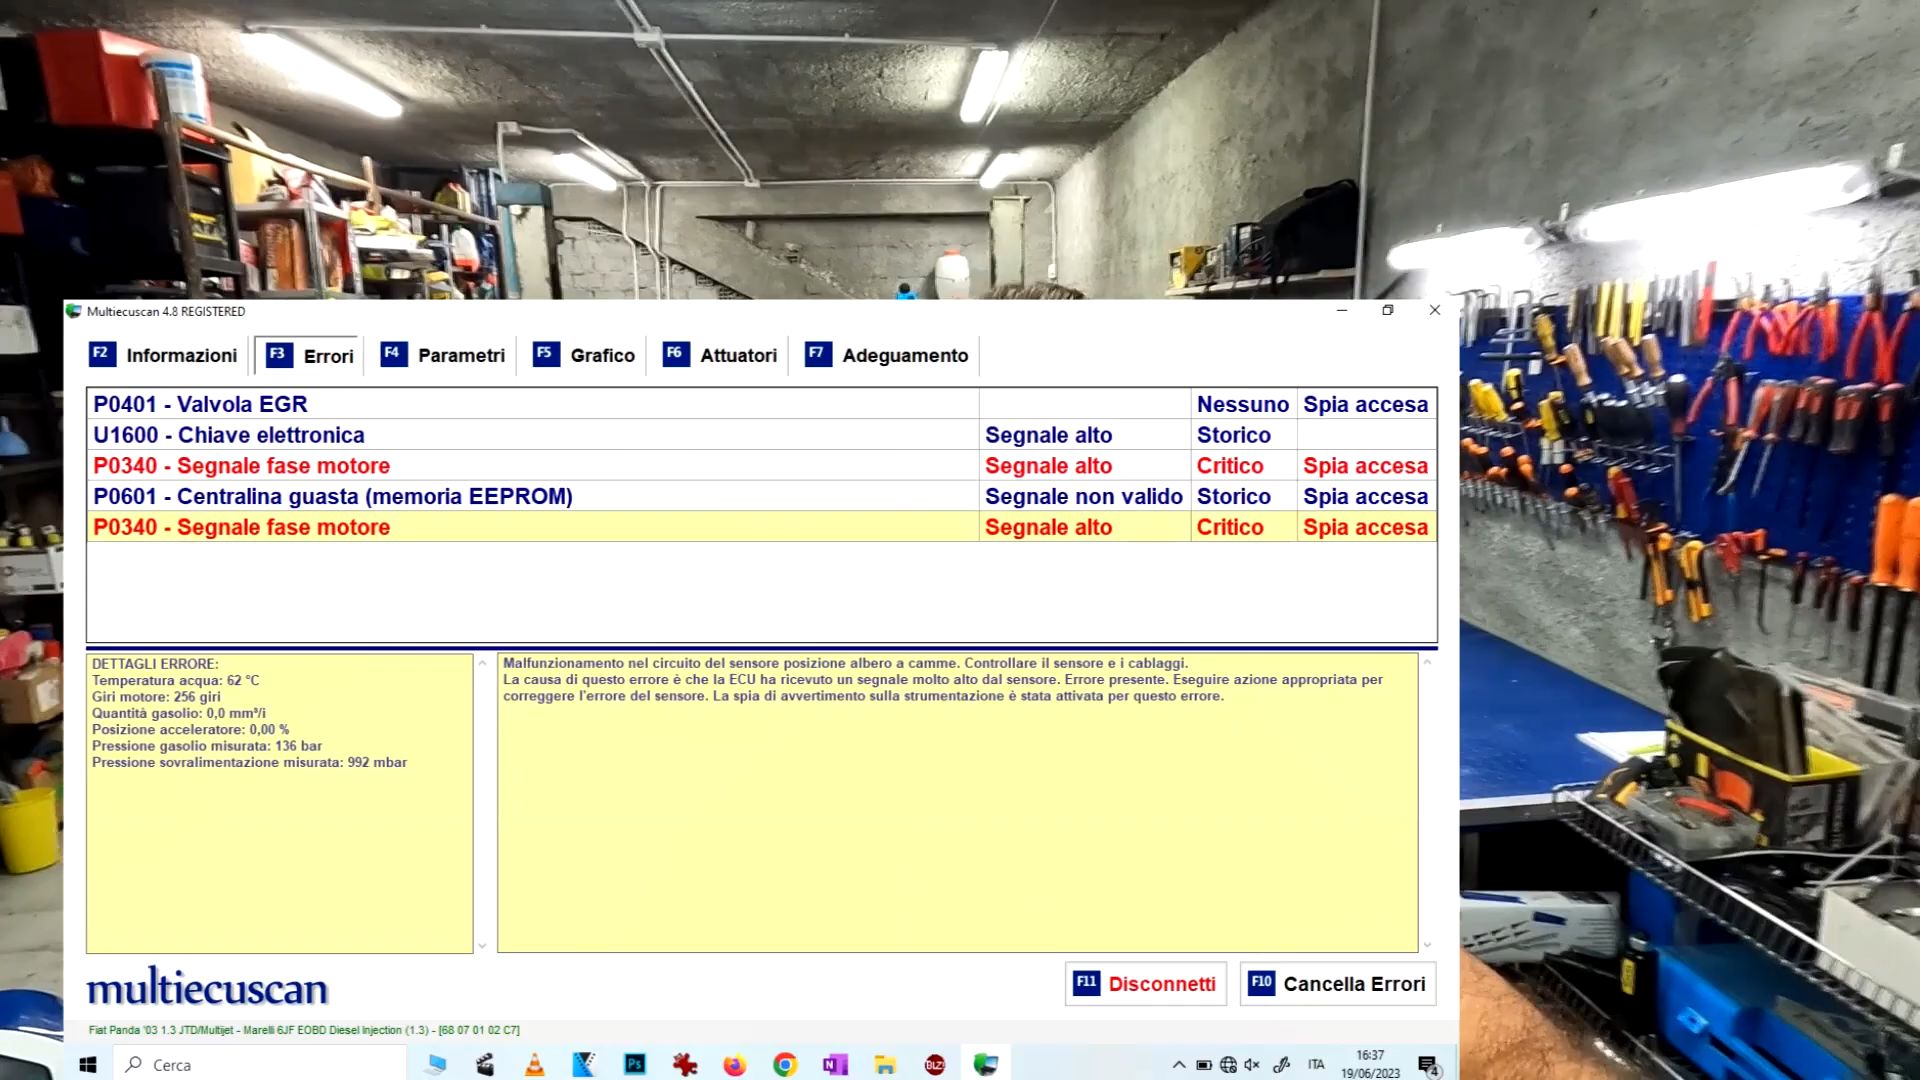 Multiecuscan 4.8 REGISTERED
F2 Informazioni F3 Errori F4 Parametri F5 Grafico F6 Attuatori F7 Adeguamento
P0401 - Valvola EGR Nessuno Spia accesa
U1600 - Chiave elettronica Segnale alto Storico
P0340 - Segnale fase motore Segnale alto Critico Spia accesa
P0601 - Centralina guasta (memoria EEPROM) Segnale non valido Storico Spia accesa
P0340 - Segnale fase motore Segnale alto Critico Spia accesa
DETTAGLI ERRORE:
Temperatura acqua: 62 °C
Giri motore: 256 giri
Quantità gasolio: 0,0 mm³/i
Posizione acceleratore: 0,00 %
Pressione gasolio misurata: 136 bar
Pressione sovralimentazione misurata: 992 mbar
Malfunzionamento nel circuito del sensore posizione albero a camme. Controllare il sensore e i cablaggi.
La causa di questo errore è che la ECU ha ricevuto un segnale molto alto dal sensore. Errore presente. Eseguire azione appropriata per
correggere l'errore del sensore. La spia di avvertimento sulla strumentazione è stata attivata per questo errore.
multiecuscan
F11 Disconnetti F10 Cancella Errori
Fiat Panda '03 1.3 JTD/Multijet - Marelli 6JF EOBD Diesel Injection (1.3) - [68 07 01 02 C7]
Cerca
Ps
N
BLZ!
ITA
16:37
19/06/2023
4